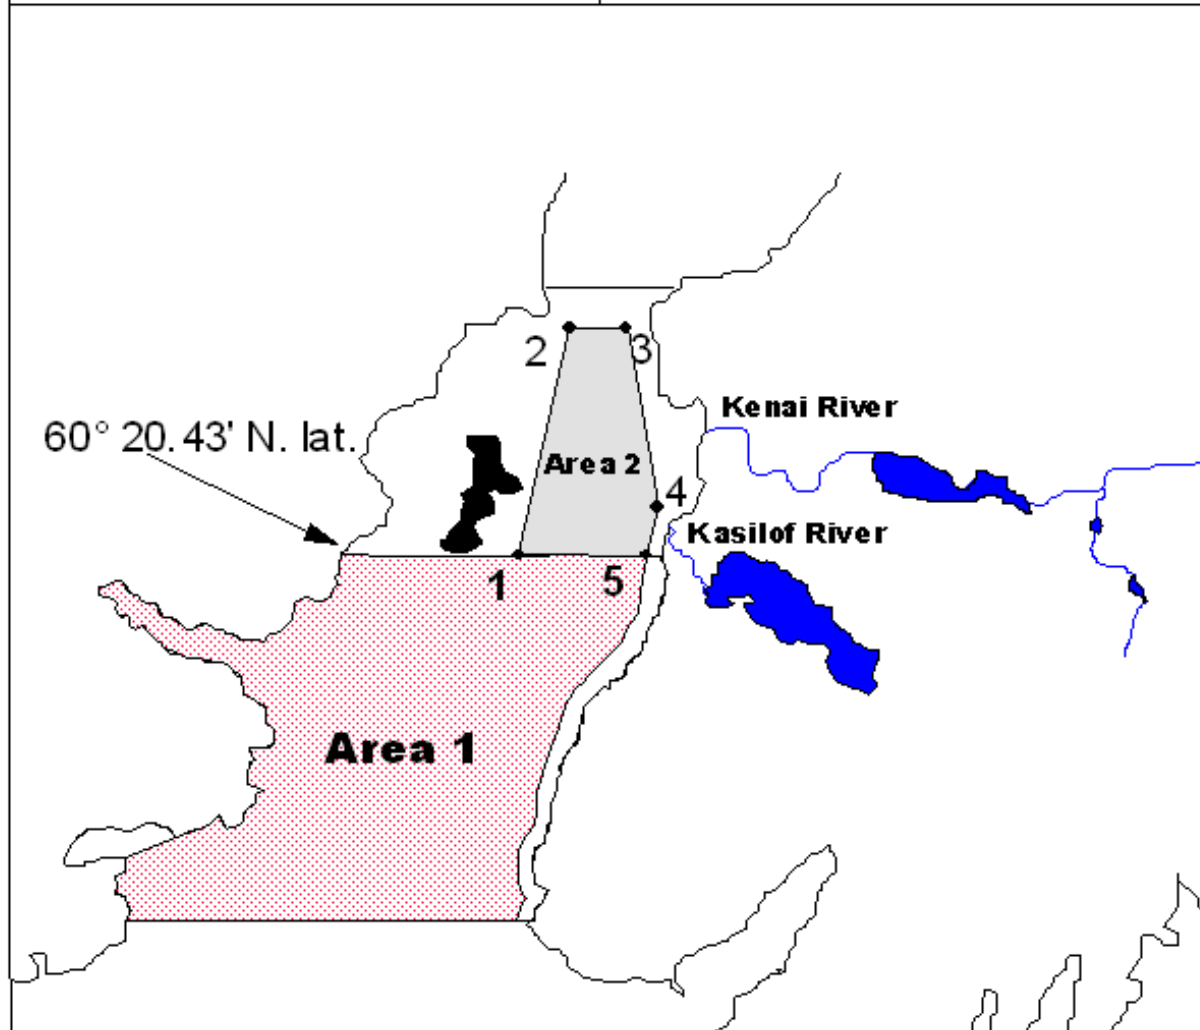 2
3
Kenai River
60° 20.43' N. lat.
Area 2
4
Kasilof River
1
5
Area 1